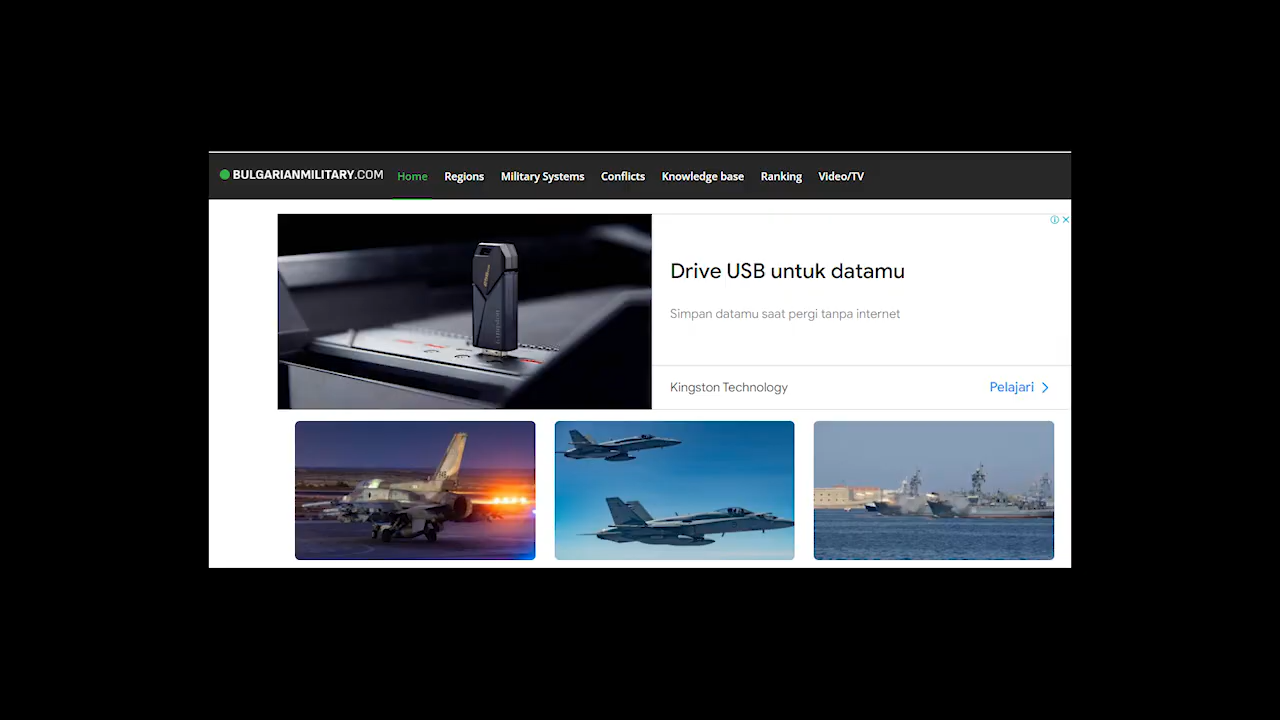 BULGARIANMILITARY.COM Home Regions Military Systems Conflicts Knowledge base Ranking Video/TV
Drive USB untuk datamu
Simpan datamu saat pergi tanpa internet
Kingston Technology Pelajari